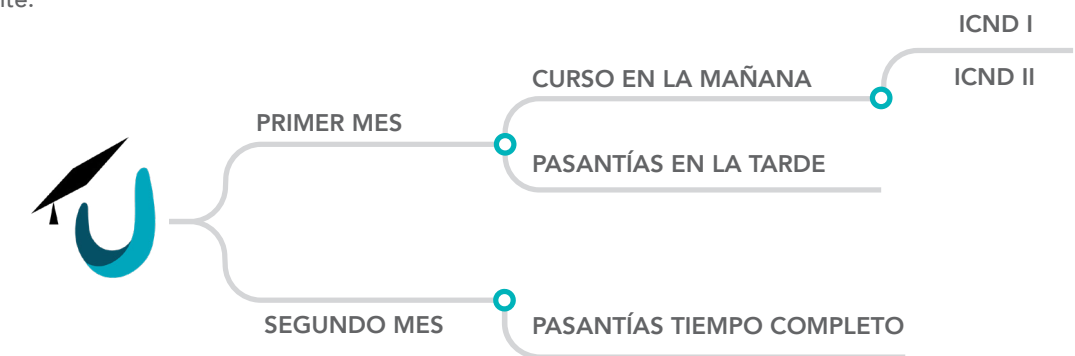 ICND I
CURSO EN LA MAÑANA
ICND II
PRIMER MES
PASANTÍAS EN LA TARDE
SEGUNDO MES
PASANTÍAS TIEMPO COMPLETO